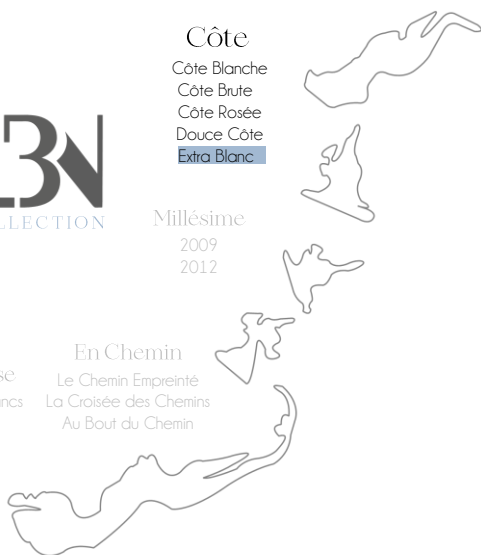 Côte
Côte Blanche
Côte Brute
Côte Rosée
Douce Côte
Extra Blanc
Millésime
2009
2012
En Chemin
Le Chemin Empreinté
La Croisée des Chemins
Au Bout du Chemin